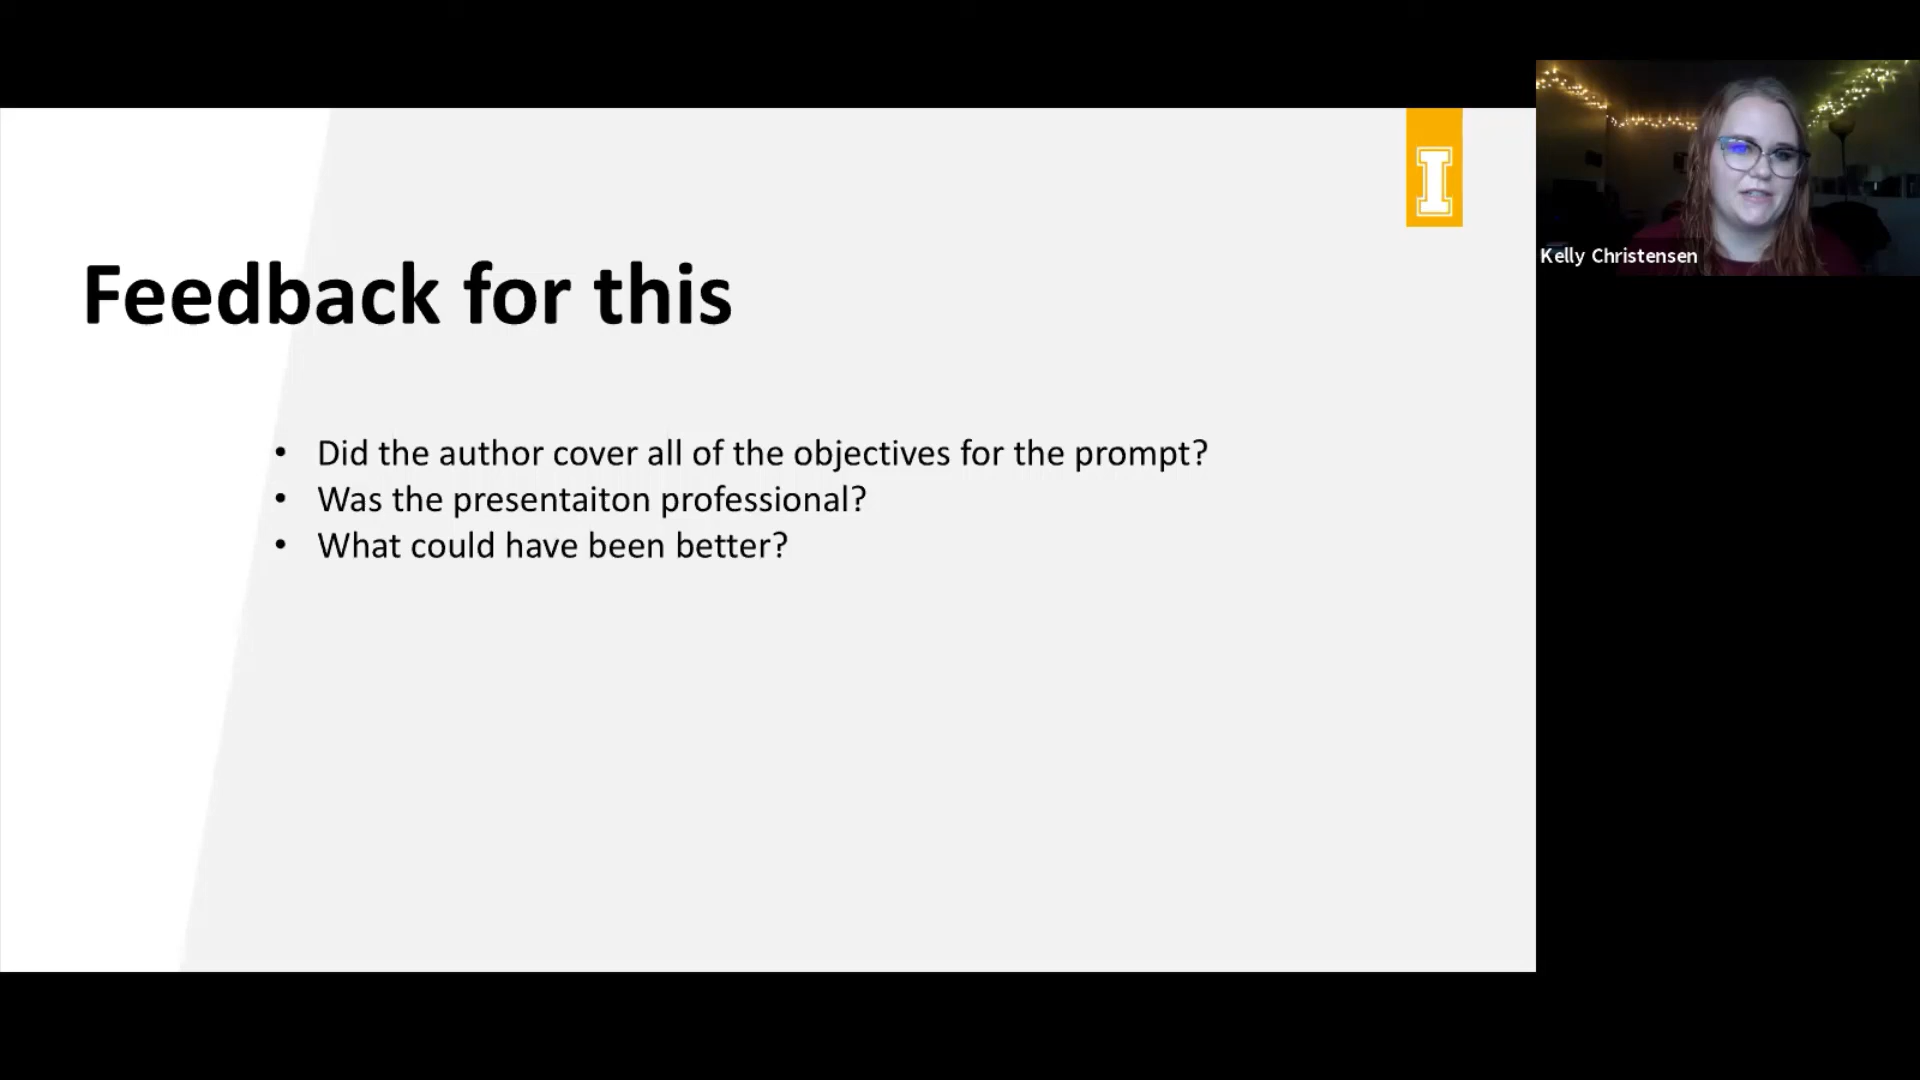 I
Feedback for this
• Did the author cover all of the objectives for the prompt?
• Was the presentaiton professional?
• What could have been better?
Kelly Christensen